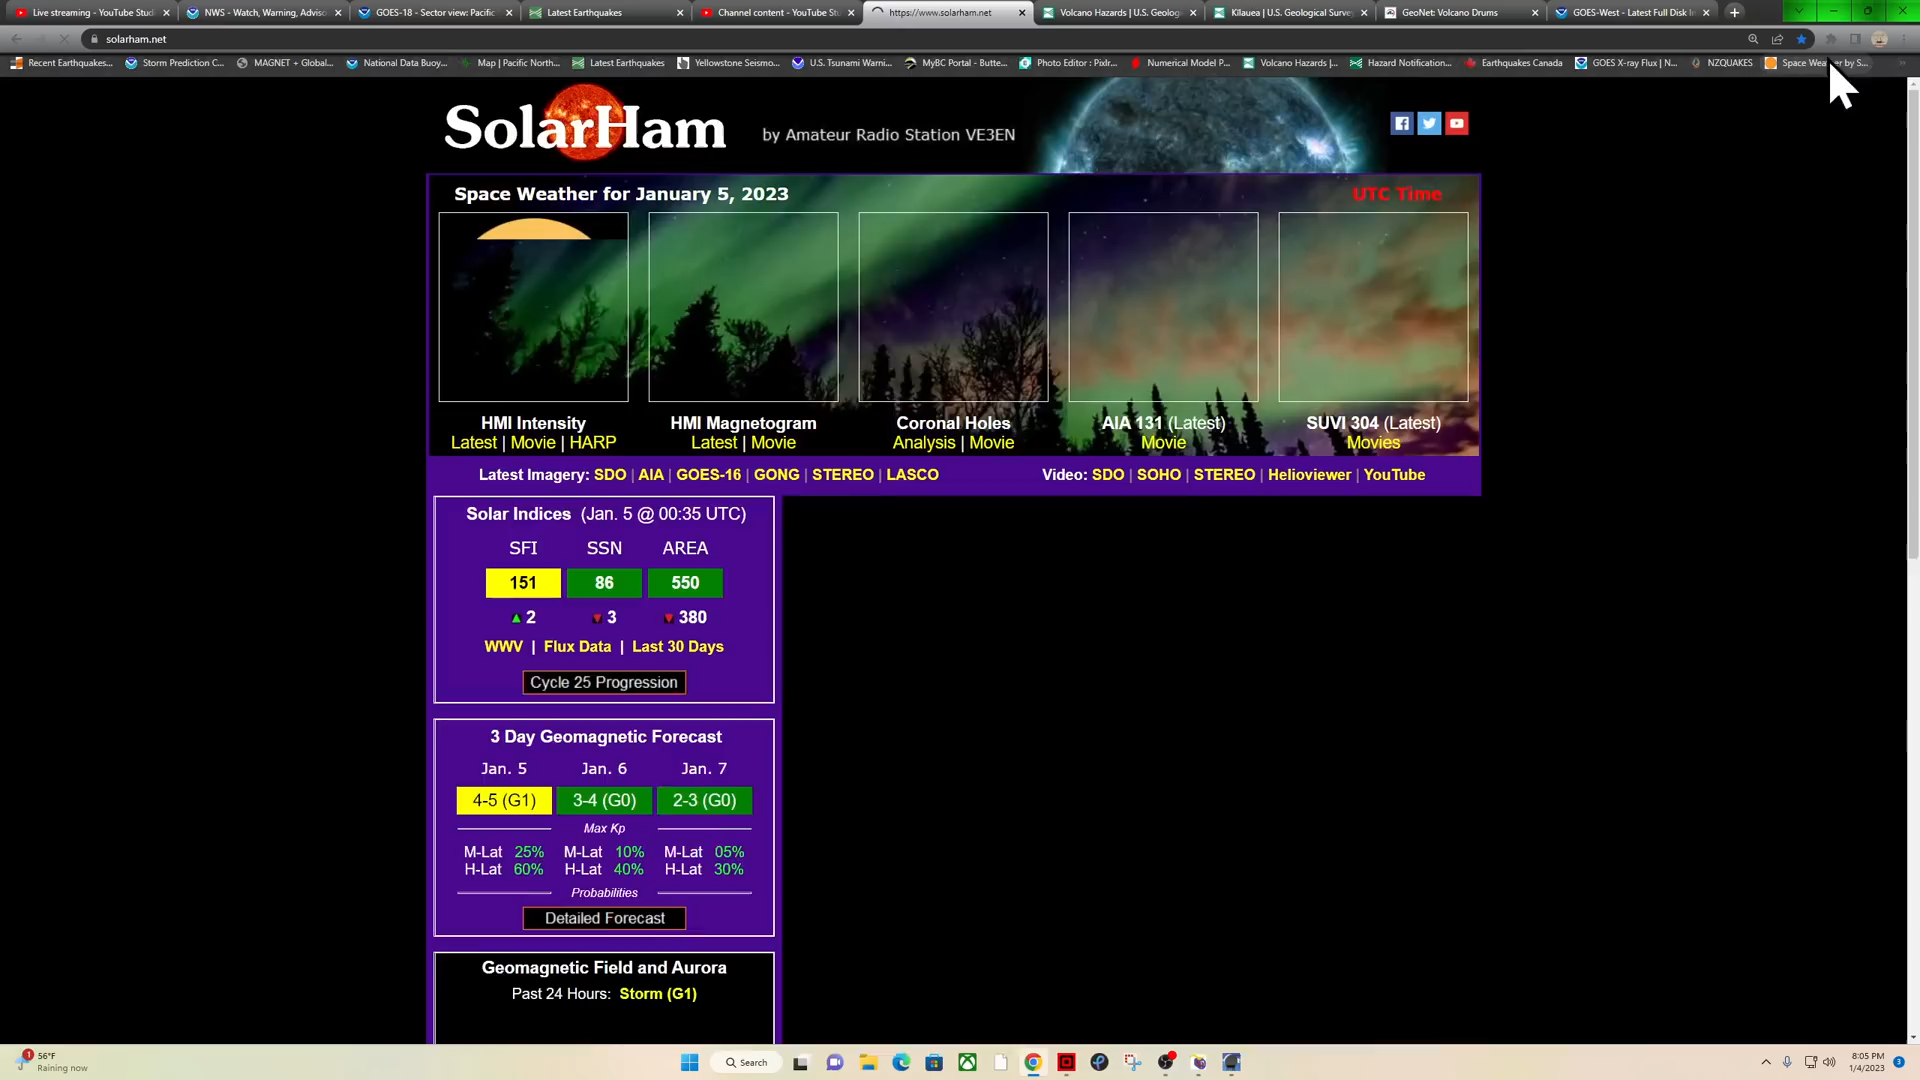 Live streaming - YouTube Stud
NWS - Watch, Warning, Adviso
GOES-18 - Sector view: Pacific
Latest Earthquakes
Channel content - YouTube Stu
https://www.solarham.net
Volcano Hazards | U.S. Geolog
Kīlauea | U.S. Geological Surve
GeoNet: Volcano Drums
GOES-West - Latest Full Disk In
solarham.net
Recent Earthquakes...
Storm Prediction C...
MAGNET + Global...
National Data Buoy...
Map | Pacific North...
Latest Earthquakes
Yellowstone Seismo...
U.S. Tsunami Warni...
MyBC Portal - Butte...
Photo Editor : Pixlr...
Numerical Model P...
Volcano Hazards |...
Hazard Notification...
Earthquakes Canada
GOES X-ray Flux | N...
NZQUAKES
Space Weather by S...
SolarHam
by Amateur Radio Station VE3EN
Space Weather for January 5, 2023
UTC Time
HMI Intensity
Latest | Movie | HARP
HMI Magnetogram
Latest | Movie
Coronal Holes
Analysis | Movie
AIA 131 (Latest)
Movie
SUVI 304 (Latest)
Movies
Latest Imagery: SDO | AIA | GOES-16 | GONG | STEREO | LASCO
Video: SDO | SOHO | STEREO | Helioviewer | YouTube
Solar Indices (Jan. 5 @ 00:35 UTC)
SFI SSN AREA
151 86 550
2 3 380
WWV | Flux Data | Last 30 Days
Cycle 25 Progression
3 Day Geomagnetic Forecast
Jan. 5 Jan. 6 Jan. 7
4-5 (G1) 3-4 (G0) 2-3 (G0)
Max Kp
M-Lat 25% M-Lat 10% M-Lat 05%
H-Lat 60% H-Lat 40% H-Lat 30%
Probabilities
Detailed Forecast
Geomagnetic Field and Aurora
Past 24 Hours: Storm (G1)
1
56°F
Raining now
Search
8:05 PM
1/4/2023
3